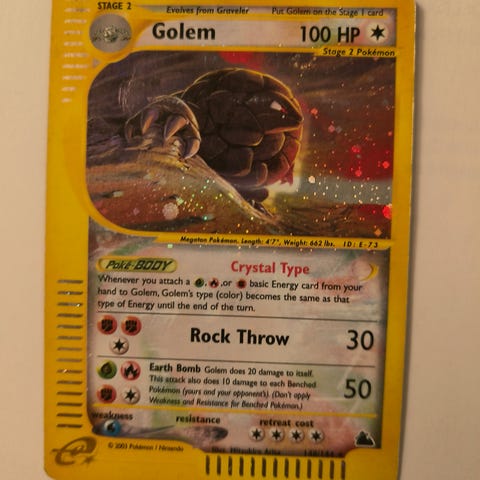 STAGE 2 Evolves from Graveler Put Golem on the Stage 1 card
Golem 100 HP
Stage 2 Pokémon
Megaton Pokémon. Length: 4'7", Weight: 662 lbs. ID: E-73
Poké-BODY Crystal Type
Whenever you attach a , , or basic Energy card from your
hand to Golem, Golem's type (color) becomes the same as that
type of Energy until the end of the turn.
Rock Throw 30
Earth Bomb Golem does 20 damage to itself.
This attack also does 10 damage to each Benched
Pokémon (yours and your opponent's). (Don't apply
Weakness and Resistance for Benched Pokémon.)
50
weakness resistance retreat cost
e
© 2003 Pokémon / Nintendo
Illus. Mitsuhiro Arita